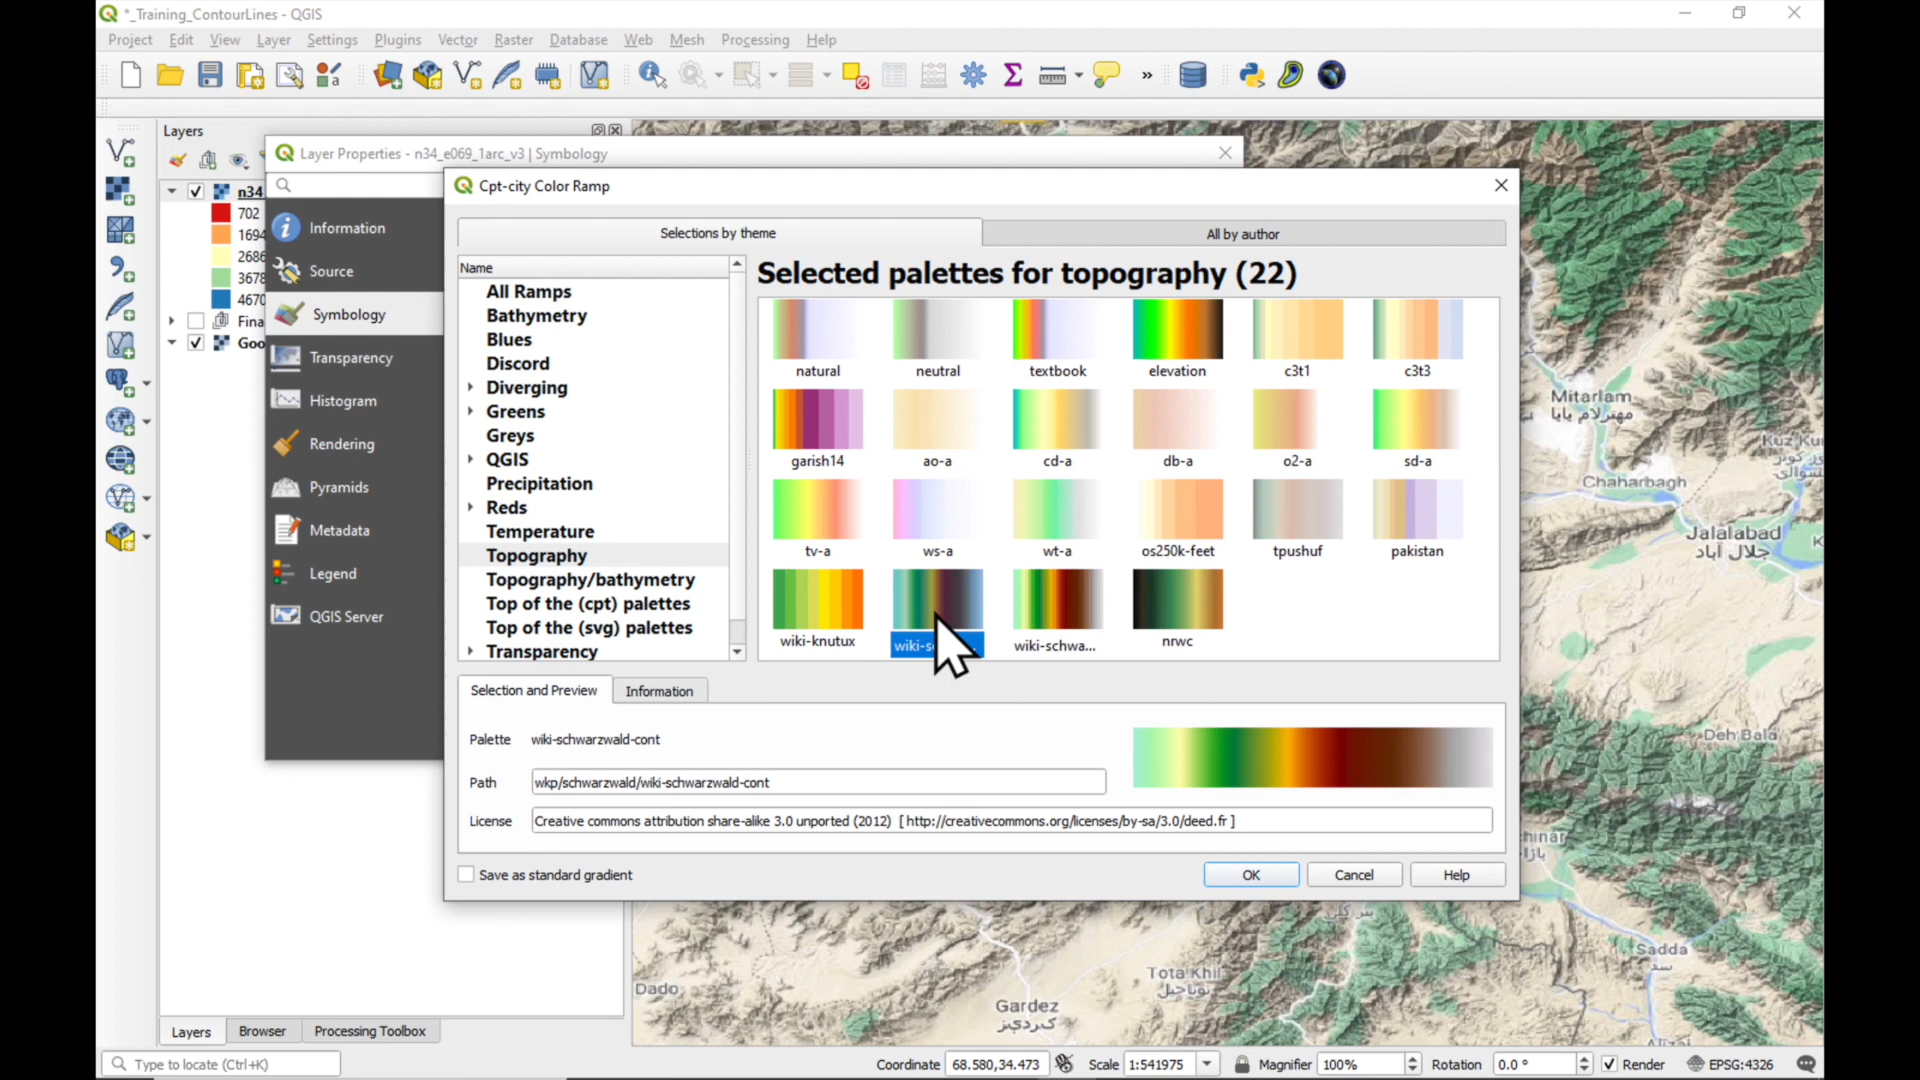 *_Training_ContourLines - QGIS
Project Edit View Layer Settings Plugins Vector Raster Database Web Mesh Processing Help
Layers
Layer Properties - n34_e069_1arc_v3 | Symbology
Cpt-city Color Ramp
n34
702
1694
2686
3678
4670
Fina
Goo
Information
Source
Symbology
Transparency
Histogram
Rendering
Pyramids
Metadata
Legend
QGIS Server
Selections by theme
All by author
Name
All Ramps
Bathymetry
Blues
Discord
Diverging
Greens
Greys
QGIS
Precipitation
Reds
Temperature
Topography
Topography/bathymetry
Top of the (cpt) palettes
Top of the (svg) palettes
Transparency
Selected palettes for topography (22)
natural neutral textbook elevation c3t1 c3t3
garish14 ao-a cd-a db-a o2-a sd-a
tv-a ws-a wt-a os250k-feet tpushuf pakistan
wiki-knutux wiki-s wiki-schwa... nrwc
Selection and Preview Information
Palette wiki-schwarzwald-cont
Path wkp/schwarzwald/wiki-schwarzwald-cont
License Creative commons attribution share-alike 3.0 unported (2012) [ http://creativecommons.org/licenses/by-sa/3.0/deed.fr ]
Save as standard gradient
OK Cancel Help
Mitarlam
مهترلام بابا
Kuz Kun
Chaharbagh
Jalalabad
جلال آباد
Deh Bala
Sadda
سدہ
Tota Khil
Dado
Gardez
گردېز
Layers Browser Processing Toolbox
Type to locate (Ctrl+K)
Coordinate 68.580,34.473 Scale 1:541975 Magnifier 100% Rotation 0.0 ° Render EPSG:4326